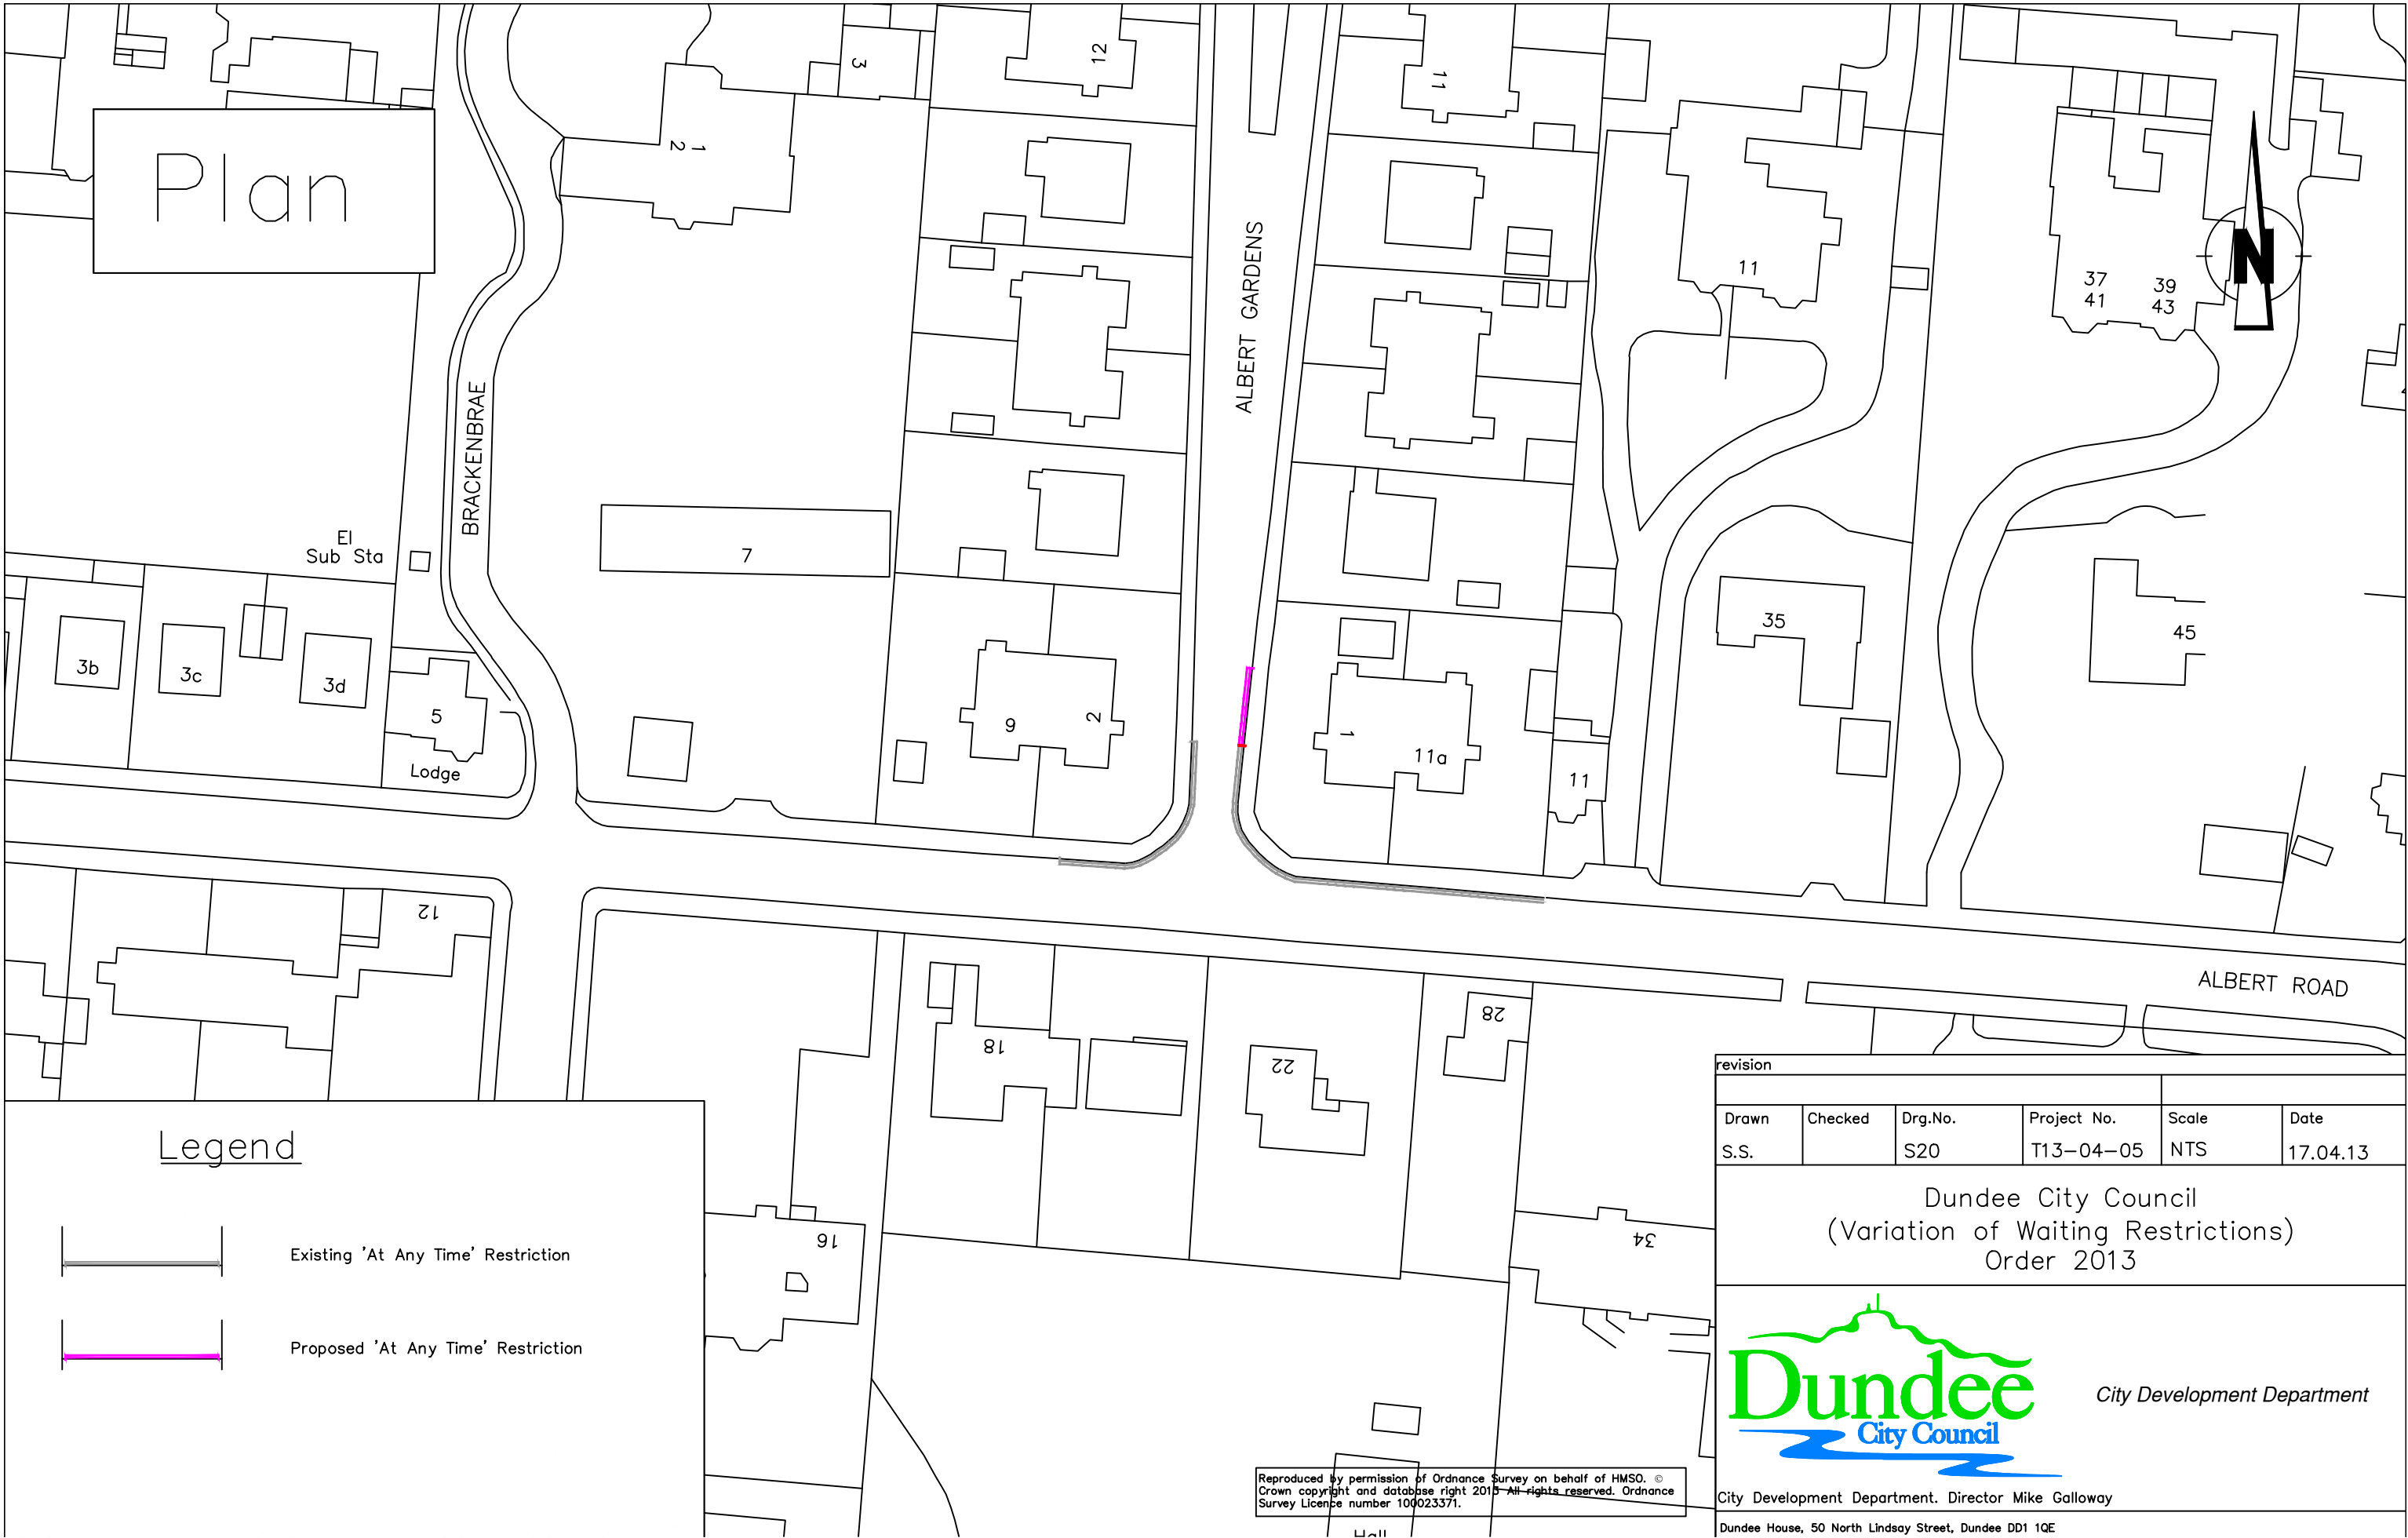 Plan
3
12
1
2
11
11
37
41
39
43
ALBERT GARDENS
BRACKENBRAE
El
Sub Sta
7
3b
3c
3d
5
Lodge
9
2
1
11a
11
35
45
12
18
22
28
16
34
ALBERT ROAD
Legend
Existing 'At Any Time' Restriction
Proposed 'At Any Time' Restriction
revision
Drawn Checked Drg.No. Project No. Scale Date
S.S. S20 T13-04-05 NTS 17.04.13
Dundee City Council
(Variation of Waiting Restrictions)
Order 2013
Dundee
City Council
City Development Department
City Development Department. Director Mike Galloway
Dundee House, 50 North Lindsay Street, Dundee DD1 1QE
Reproduced by permission of Ordnance Survey on behalf of HMSO. ©
Crown copyright and database right 2013 All rights reserved. Ordnance
Survey Licence number 100023371.
Hall
N